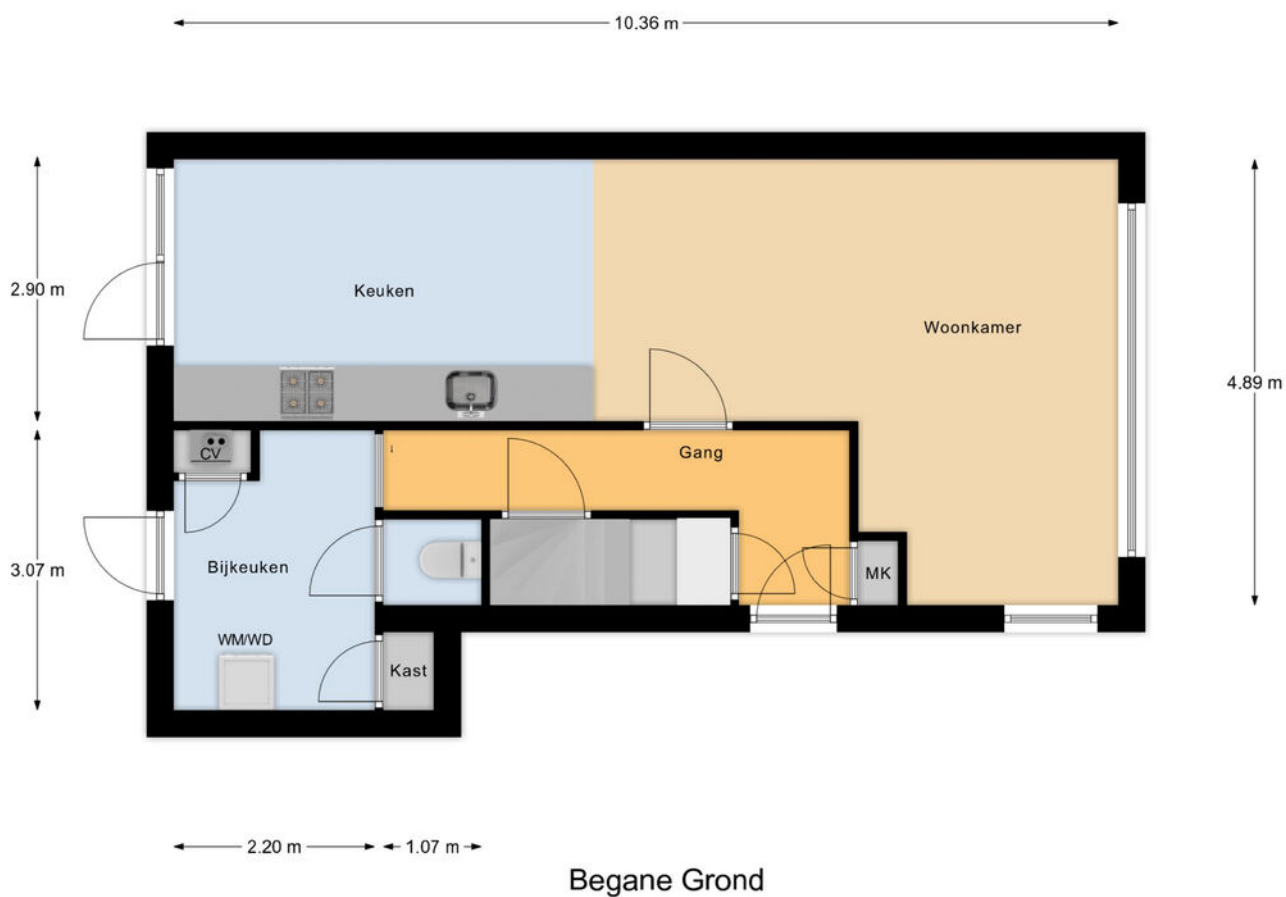 10.36 m
2.90 m
Keuken
Woonkamer
4.89 m
CV
Gang
3.07 m
Bijkeuken
MK
WM/WD
Kast
2.20 m
1.07 m
Begane Grond